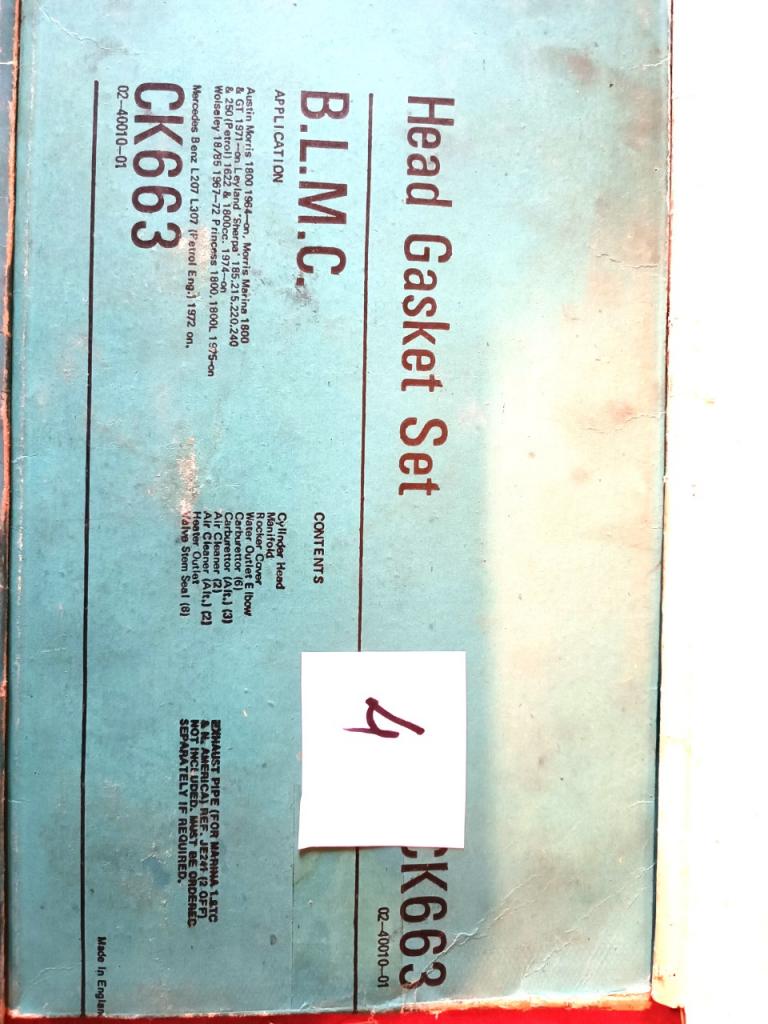 Head Gasket Set
CK663
02-40010-01
B.L.M.C.
APPLICATION
Austin Morris 1800 1964-on, Morris Marina 1800
& GT 1971-on Leyland 'Sherpa' 185.215.220.240
& 250 (Petrol) 1622 & 1800cc. 1974-on
Wolseley 18/85 1967-72 Princess 1800, 1800L 1975-on
Mercedes Benz L207 L307 (Petrol Eng.) 1972 on.
CONTENTS
Cylinder Head
Manifold
Rocker Cover
Water Outlet Elbow
Carburettor (6)
Carburettor (Alt.) (3)
Air Cleaner (2)
Air Cleaner (Alt.) (2)
Heater Outlet
Valve Stem Seal (8)
EXHAUST PIPE (FOR MARINA 1.8TC
& N. AMERICA) REF. JE241 (2 OFF)
NOT INCLUDED. MUST BE ORDERED
SEPARATELY IF REQUIRED.
CK663
02-40010-01
Made in England
4